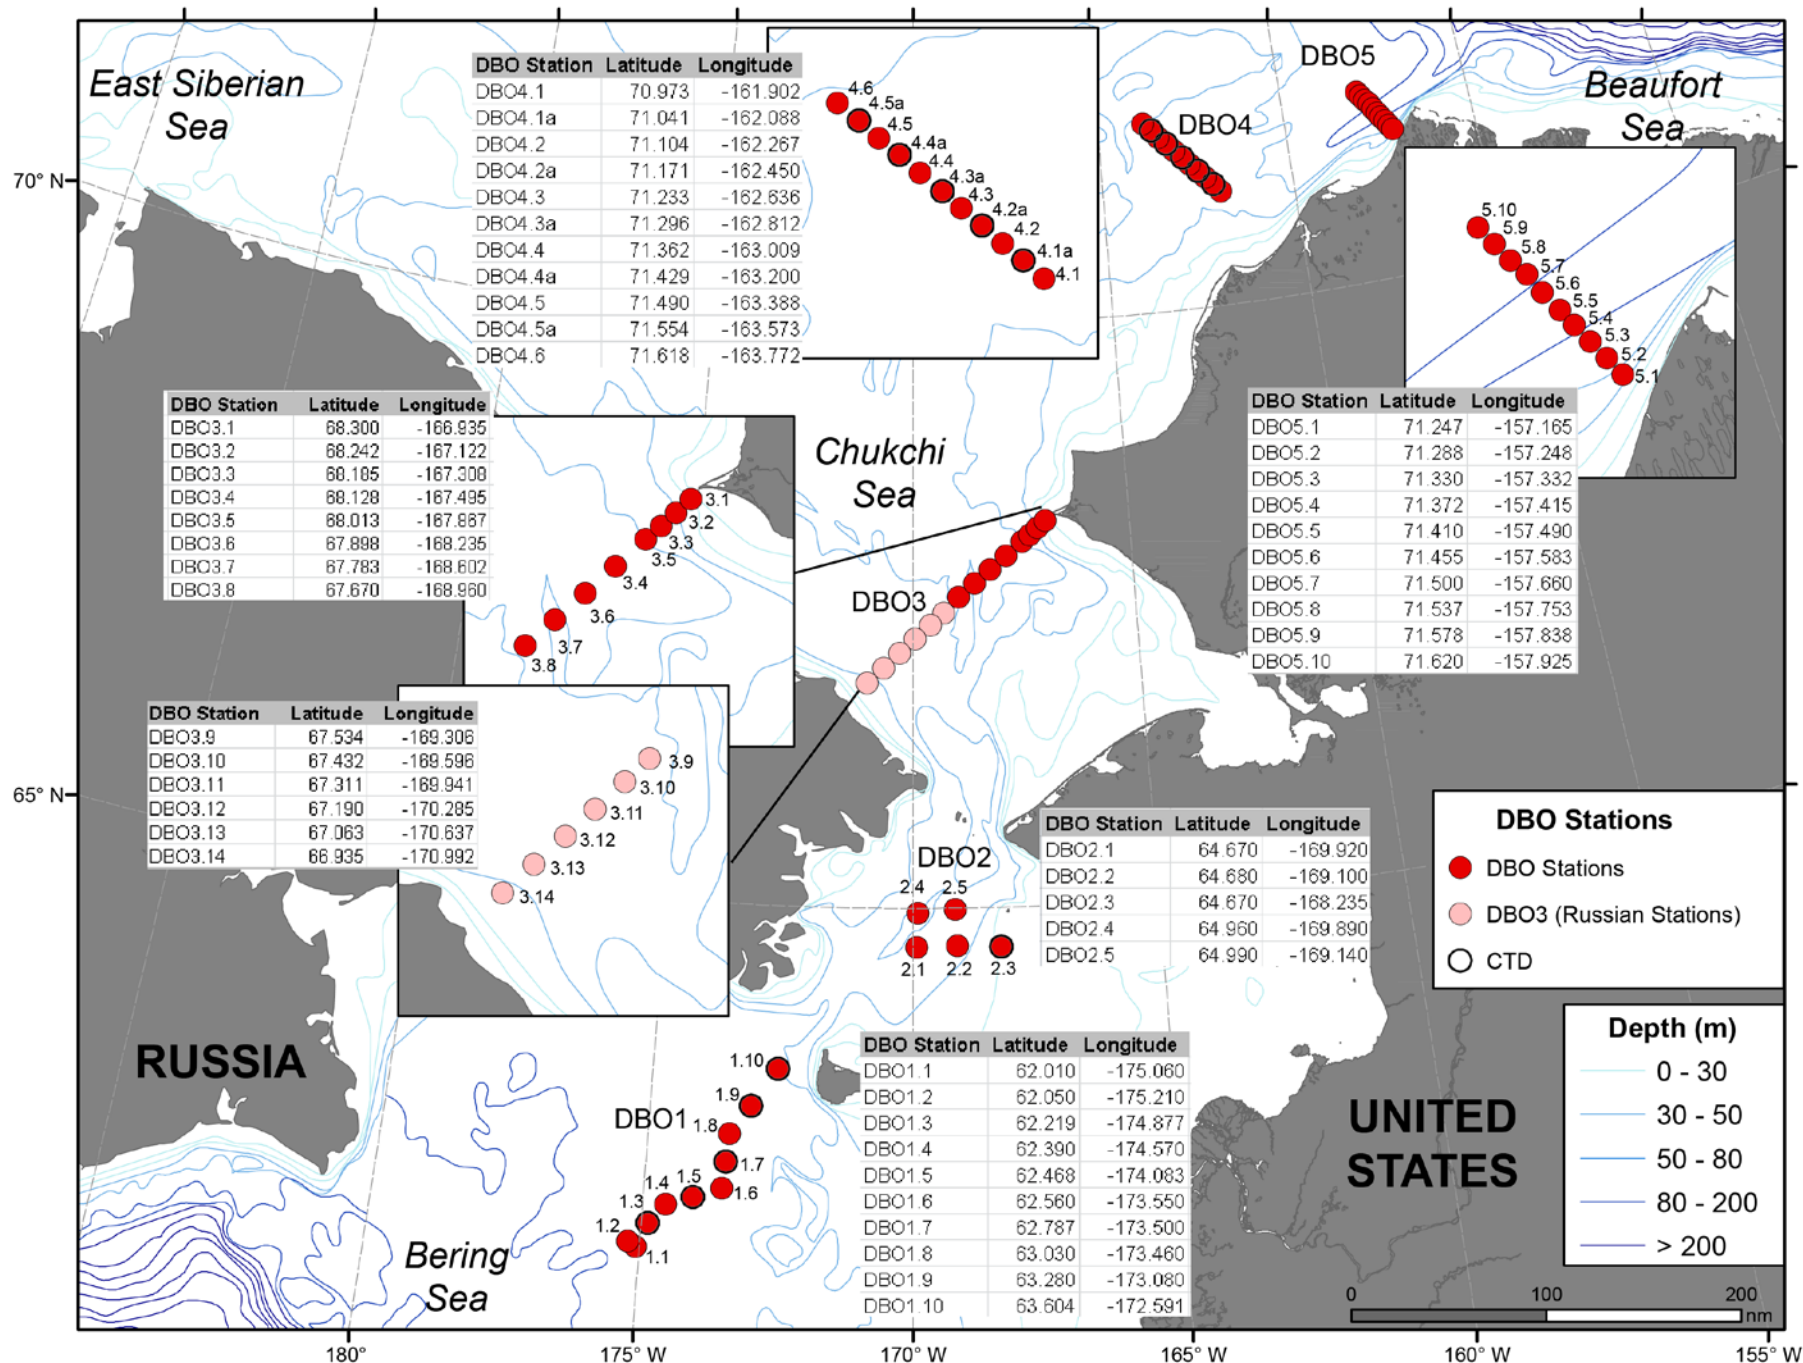 East Siberian
Sea
DBO5
Beaufort
Sea
DBO4
70° N
DBO Station Latitude Longitude
DBO4.1 70.973 -161.902
DBO4.1a 71.041 -162.088
DBO4.2 71.104 -162.267
DBO4.2a 71.171 -162.450
DBO4.3 71.233 -162.636
DBO4.3a 71.296 -162.812
DBO4.4 71.362 -163.009
DBO4.4a 71.429 -163.200
DBO4.5 71.490 -163.388
DBO4.5a 71.554 -163.573
DBO4.6 71.618 -163.772
4.6
4.5a
4.5
4.4a
4.4
4.3a
4.3
4.2a
4.2
4.1a
4.1
5.10
5.9
5.8
5.7
5.6
5.5
5.4
5.3
5.2
5.1
DBO Station Latitude Longitude
DBO3.1 68.300 -166.935
DBO3.2 68.242 -167.122
DBO3.3 68.185 -167.308
DBO3.4 68.128 -167.495
DBO3.5 68.013 -167.867
DBO3.6 67.898 -168.235
DBO3.7 67.783 -168.602
DBO3.8 67.670 -168.960
3.1
3.2
3.3
3.5
3.4
3.6
3.7
3.8
Chukchi
Sea
DBO3
DBO Station Latitude Longitude
DBO5.1 71.247 -157.165
DBO5.2 71.288 -157.248
DBO5.3 71.330 -157.332
DBO5.4 71.372 -157.415
DBO5.5 71.410 -157.490
DBO5.6 71.455 -157.583
DBO5.7 71.500 -157.660
DBO5.8 71.537 -157.753
DBO5.9 71.578 -157.838
DBO5.10 71.620 -157.925
DBO Station Latitude Longitude
DBO3.9 67.534 -169.306
DBO3.10 67.432 -169.596
DBO3.11 67.311 -169.941
DBO3.12 67.190 -170.285
DBO3.13 67.063 -170.637
DBO3.14 66.935 -170.992
3.9
3.10
3.11
3.12
3.13
3.14
65° N
DBO2
2.4 2.5
2.1 2.2 2.3
DBO Station Latitude Longitude
DBO2.1 64.670 -169.920
DBO2.2 64.680 -169.100
DBO2.3 64.670 -168.235
DBO2.4 64.960 -169.890
DBO2.5 64.990 -169.140
DBO Stations
DBO Stations
DBO3 (Russian Stations)
CTD
RUSSIA
DBO1
1.10
1.9
1.8
1.7
1.6
1.5
1.4
1.3
1.2
1.1
DBO Station Latitude Longitude
DBO1.1 62.010 -175.060
DBO1.2 62.050 -175.210
DBO1.3 62.219 -174.877
DBO1.4 62.390 -174.570
DBO1.5 62.468 -174.083
DBO1.6 62.560 -173.550
DBO1.7 62.787 -173.500
DBO1.8 63.030 -173.460
DBO1.9 63.280 -173.080
DBO1.10 63.604 -172.591
UNITED
STATES
Depth (m)
0 - 30
30 - 50
50 - 80
80 - 200
> 200
Bering
Sea
0 100 200
nm
180° 175° W 170° W 165° W 160° W 155° W